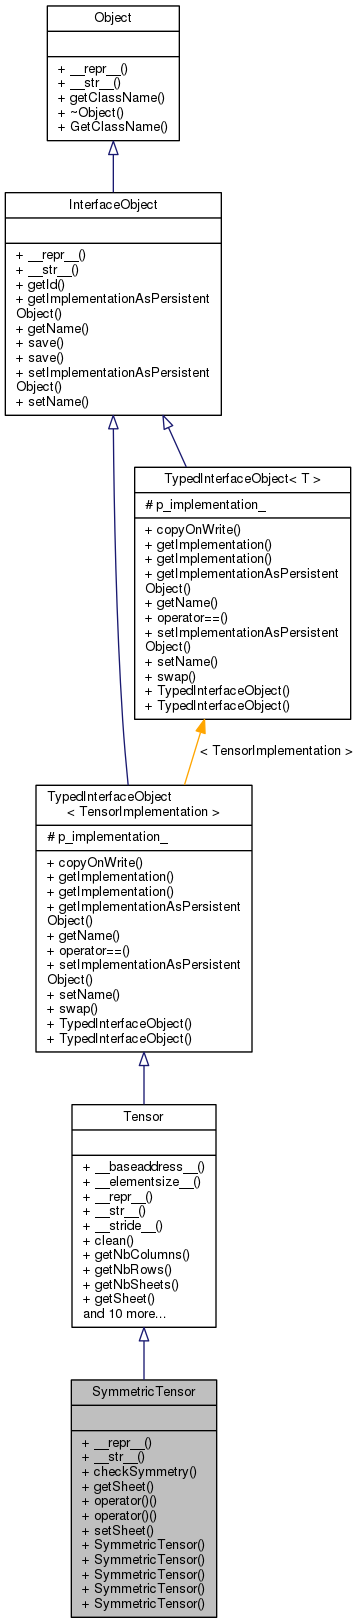 Object
+ __repr__()
+ __str__()
+ getClassName()
+ ~Object()
+ GetClassName()
InterfaceObject
+ __repr__()
+ __str__()
+ getId()
+ getImplementationAsPersistent
Object()
+ getName()
+ save()
+ save()
+ setImplementationAsPersistent
Object()
+ setName()
TypedInterfaceObject< T >
# p_implementation_
+ copyOnWrite()
+ getImplementation()
+ getImplementation()
+ getImplementationAsPersistent
Object()
+ getName()
+ operator==()
+ setImplementationAsPersistent
Object()
+ setName()
+ swap()
+ TypedInterfaceObject()
+ TypedInterfaceObject()
< TensorImplementation >
TypedInterfaceObject
< TensorImplementation >
# p_implementation_
+ copyOnWrite()
+ getImplementation()
+ getImplementation()
+ getImplementationAsPersistent
Object()
+ getName()
+ operator==()
+ setImplementationAsPersistent
Object()
+ setName()
+ swap()
+ TypedInterfaceObject()
+ TypedInterfaceObject()
Tensor
+ __baseaddress__()
+ __elementsize__()
+ __repr__()
+ __str__()
+ __stride__()
+ clean()
+ getNbColumns()
+ getNbRows()
+ getNbSheets()
+ getSheet()
and 10 more...
SymmetricTensor
+ __repr__()
+ __str__()
+ checkSymmetry()
+ getSheet()
+ operator()()
+ operator()()
+ setSheet()
+ SymmetricTensor()
+ SymmetricTensor()
+ SymmetricTensor()
+ SymmetricTensor()
+ SymmetricTensor()